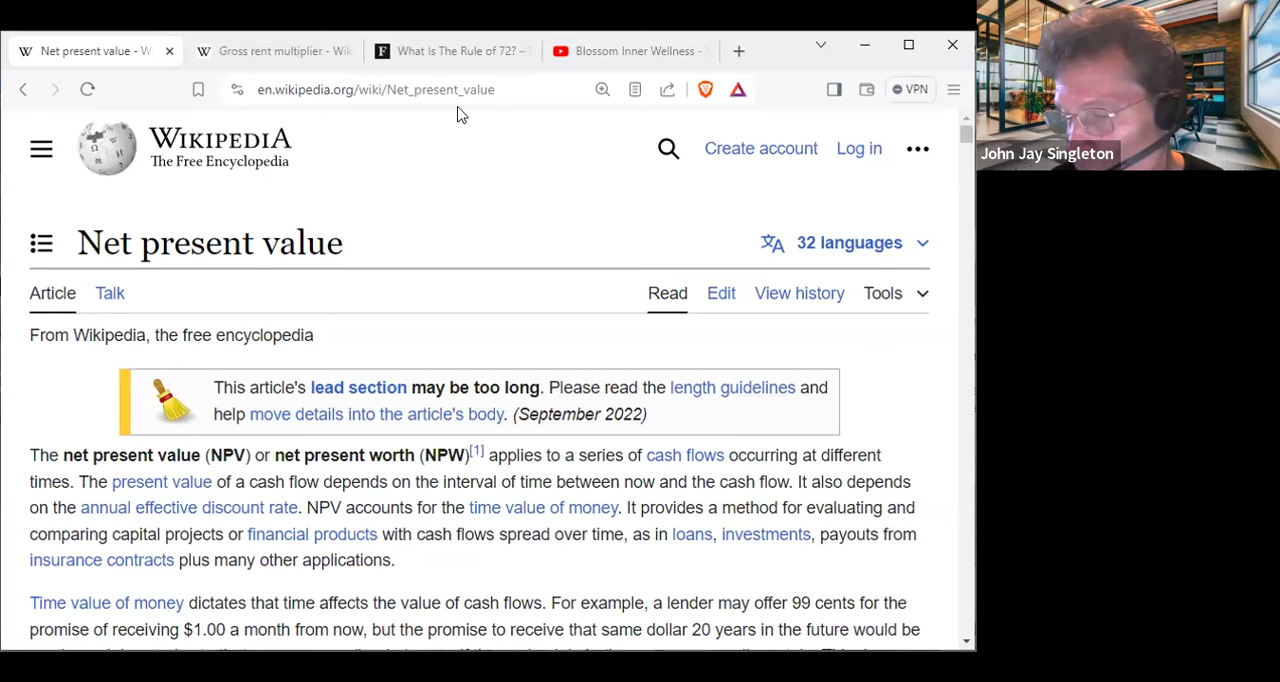 Net present value - W
Gross rent multiplier - Wik
What Is The Rule of 72? –
Blossom Inner Wellness -
en.wikipedia.org/wiki/Net_present_value
VPN
John Jay Singleton
WIKIPEDIA
The Free Encyclopedia
Create account
Log in
Net present value
32 languages
Article
Talk
Read
Edit
View history
Tools
From Wikipedia, the free encyclopedia
This article's lead section may be too long. Please read the length guidelines and
help move details into the article's body. (September 2022)
The net present value (NPV) or net present worth (NPW)[1] applies to a series of cash flows occurring at different
times. The present value of a cash flow depends on the interval of time between now and the cash flow. It also depends
on the annual effective discount rate. NPV accounts for the time value of money. It provides a method for evaluating and
comparing capital projects or financial products with cash flows spread over time, as in loans, investments, payouts from
insurance contracts plus many other applications.
Time value of money dictates that time affects the value of cash flows. For example, a lender may offer 99 cents for the
promise of receiving $1.00 a month from now, but the promise to receive that same dollar 20 years in the future would be